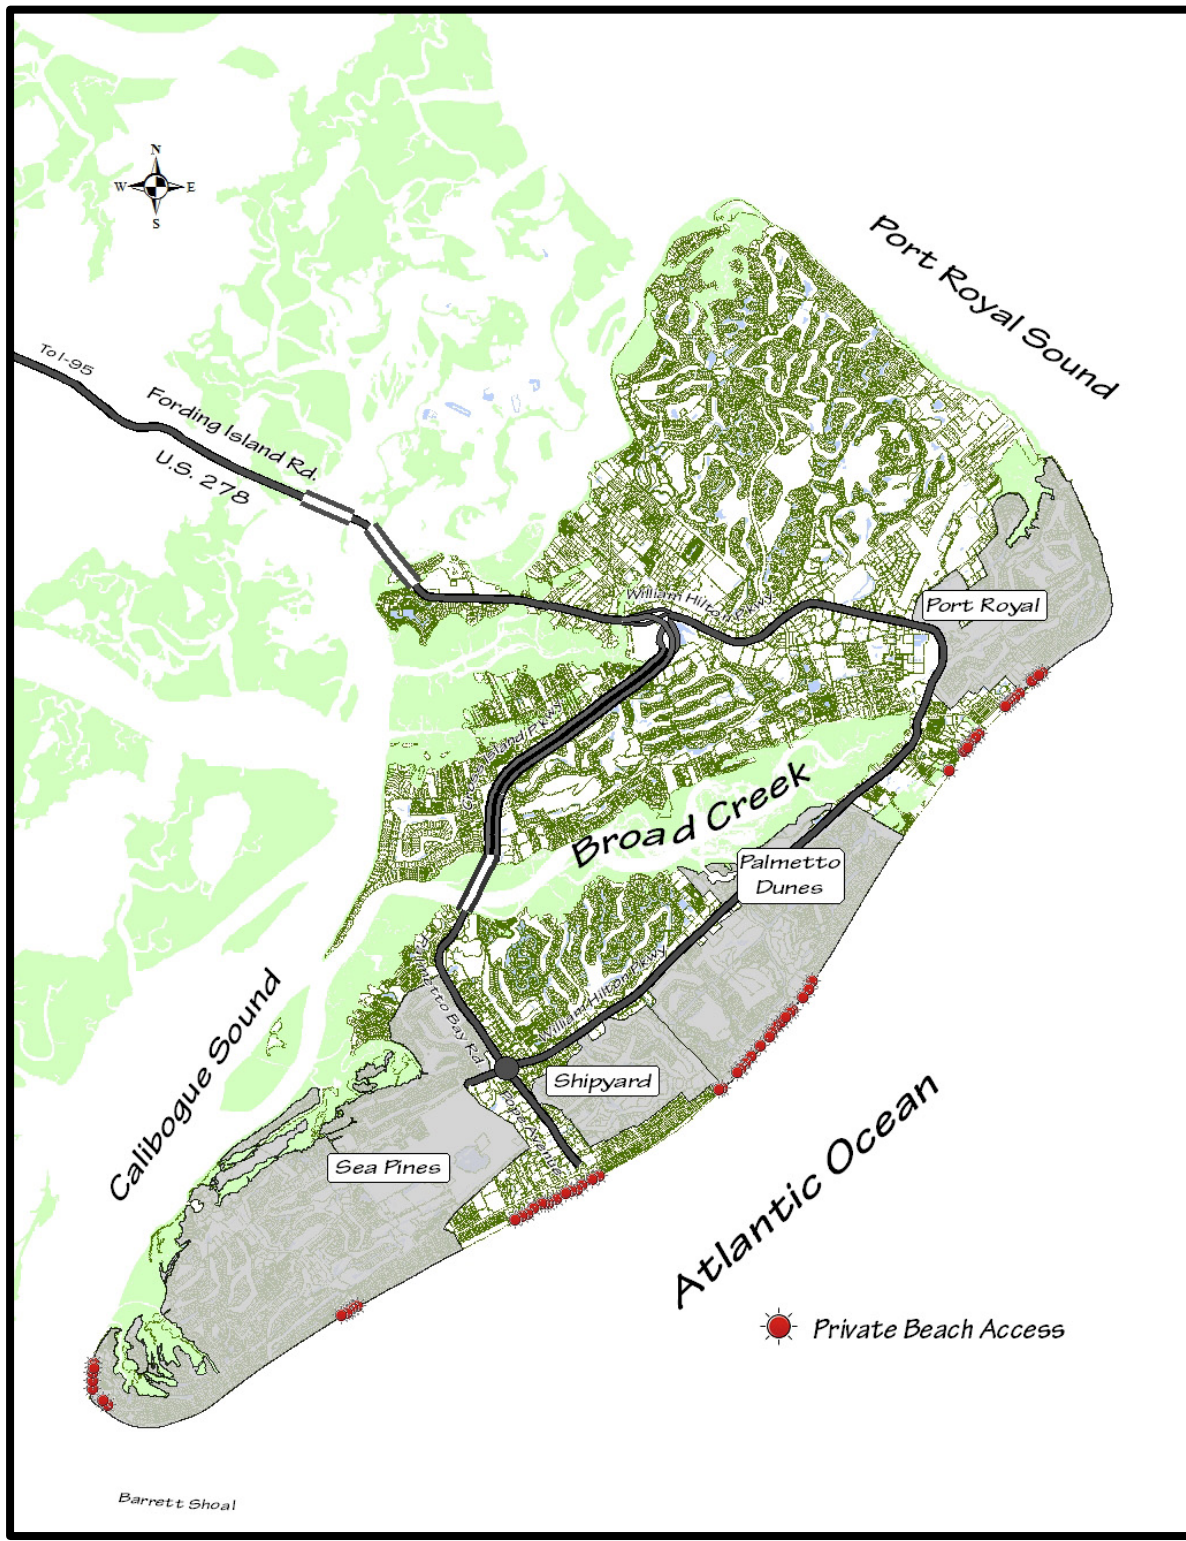 N
W E
S
Port Royal Sound
To I-95
Fording Island Rd.
U.S. 278
William Hilton Pkwy
Port Royal
Cross Island Pkwy
Broad Creek
Palmetto
Dunes
Palmetto Bay Rd
William Hilton Pkwy
Calibogue Sound
Shipyard
Pope Avenue
Sea Pines
Atlantic Ocean
Private Beach Access
Barrett Shoal